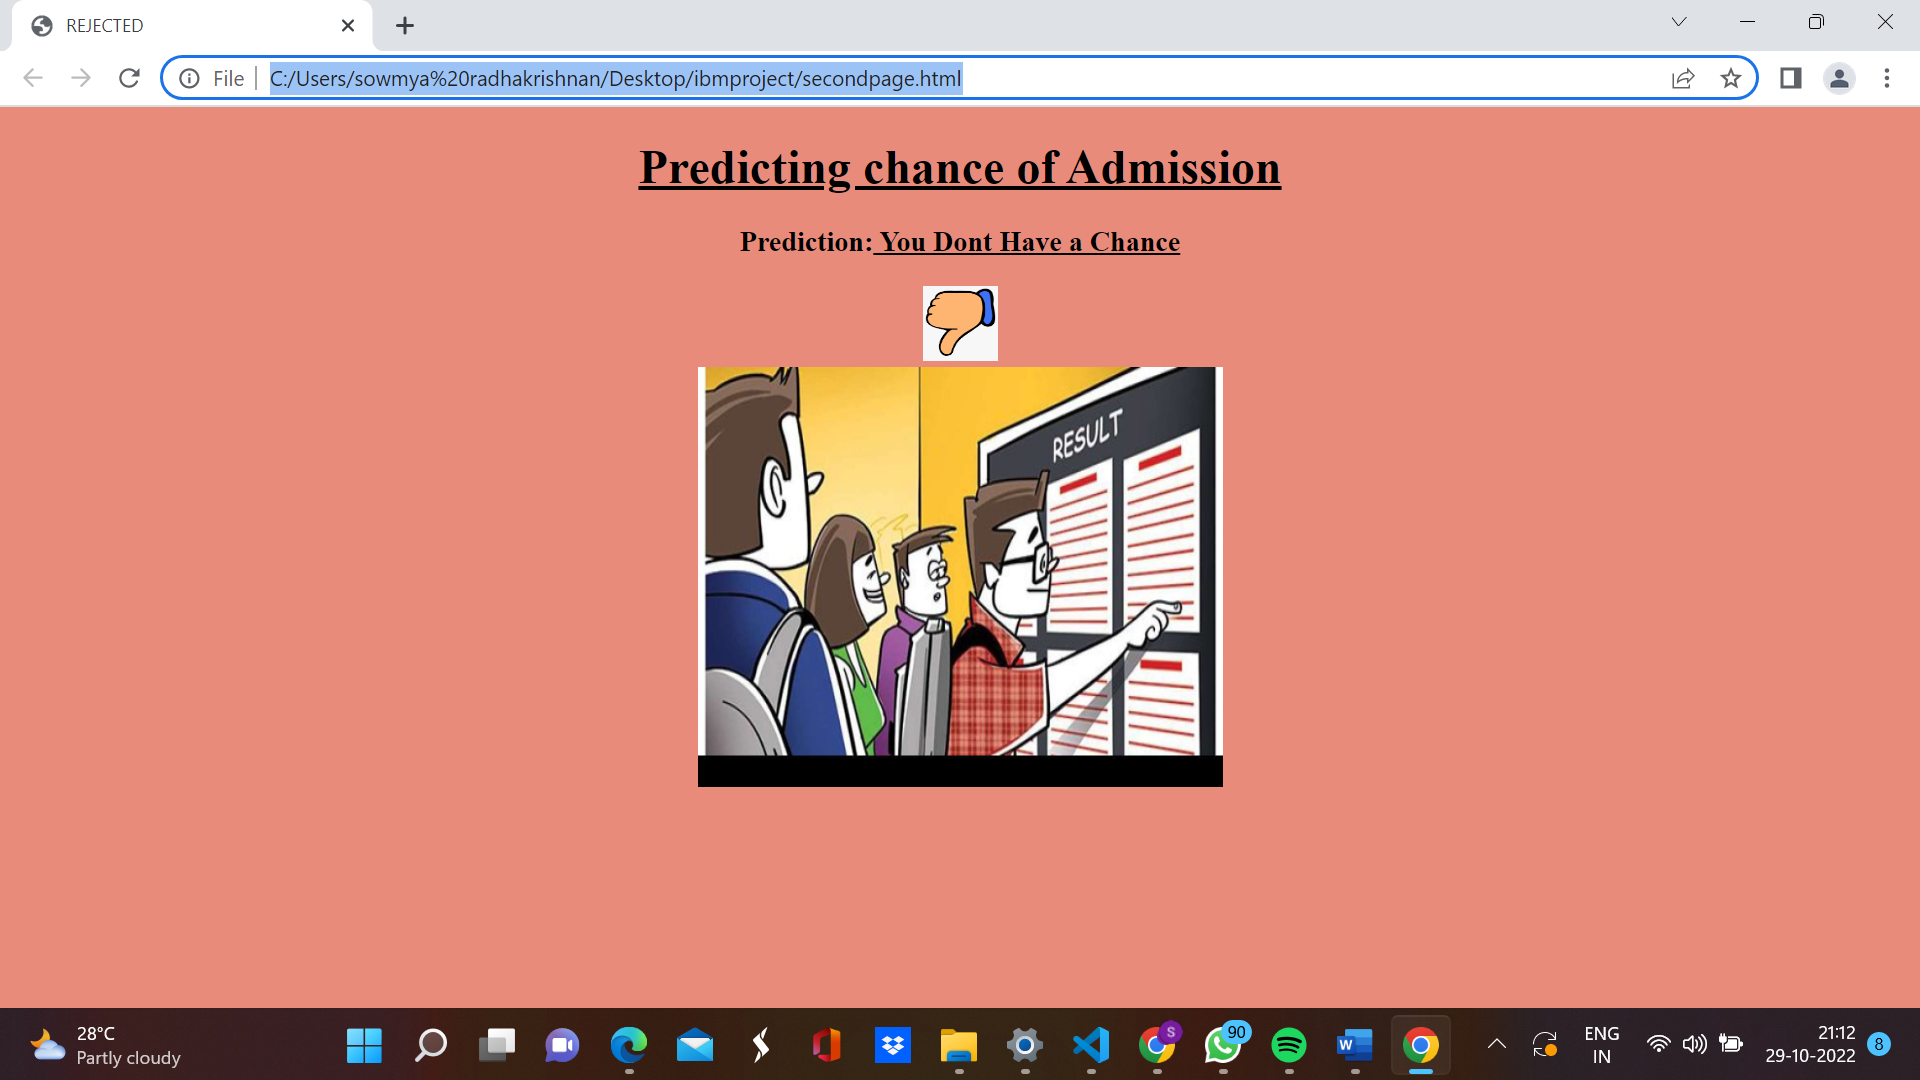 REJECTED
File
C:/Users/sowmya%20radhakrishnan/Desktop/ibmproject/secondpage.html
Predicting chance of Admission
Prediction: You Dont Have a Chance
RESULT
28°C
Partly cloudy
S
90
W
ENG
IN
21:12
29-10-2022
8